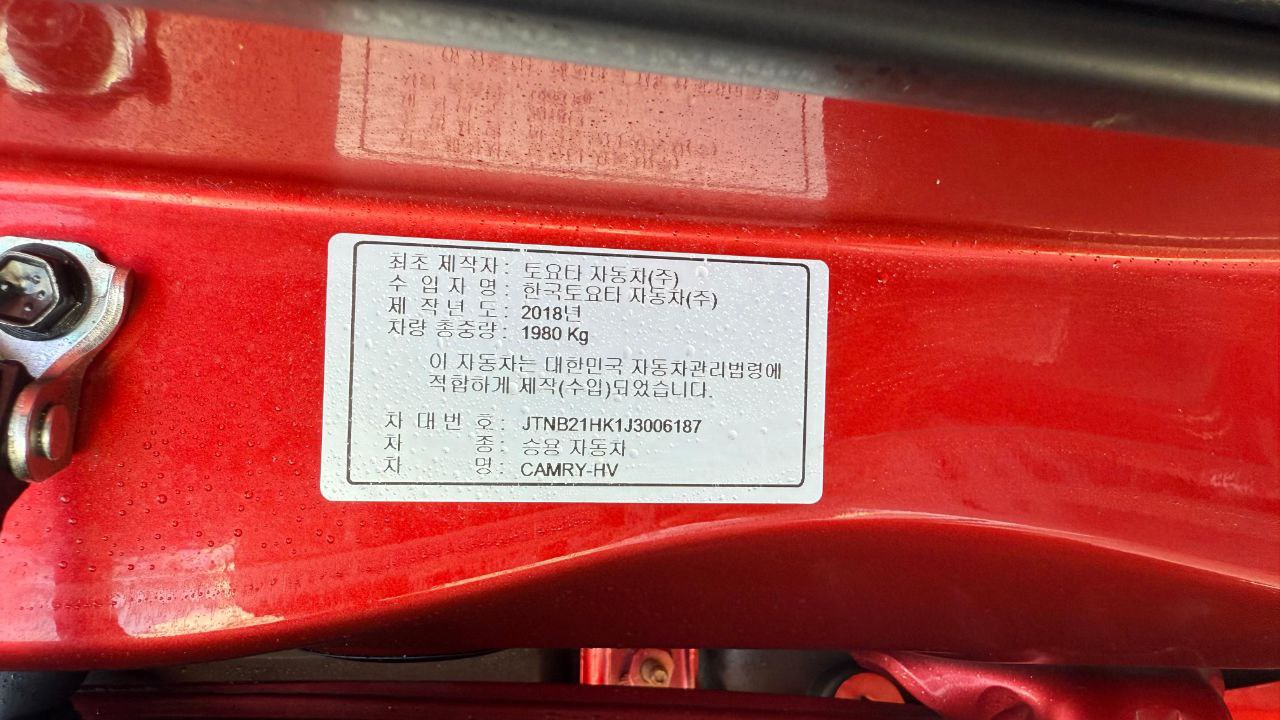 최초 제작자 : 토요타 자동차(주)
수 입 자 명 : 한국토요타 자동차(주)
제 작 년 도 : 2018년
차량 총중량 : 1980 Kg
이 자동차는 대한민국 자동차관리법령에
적합하게 제작(수입)되었습니다.
차 대 번 호 : JTNB21HK1J3006187
차 종 : 승용 자동차
차 명 : CAMRY-HV